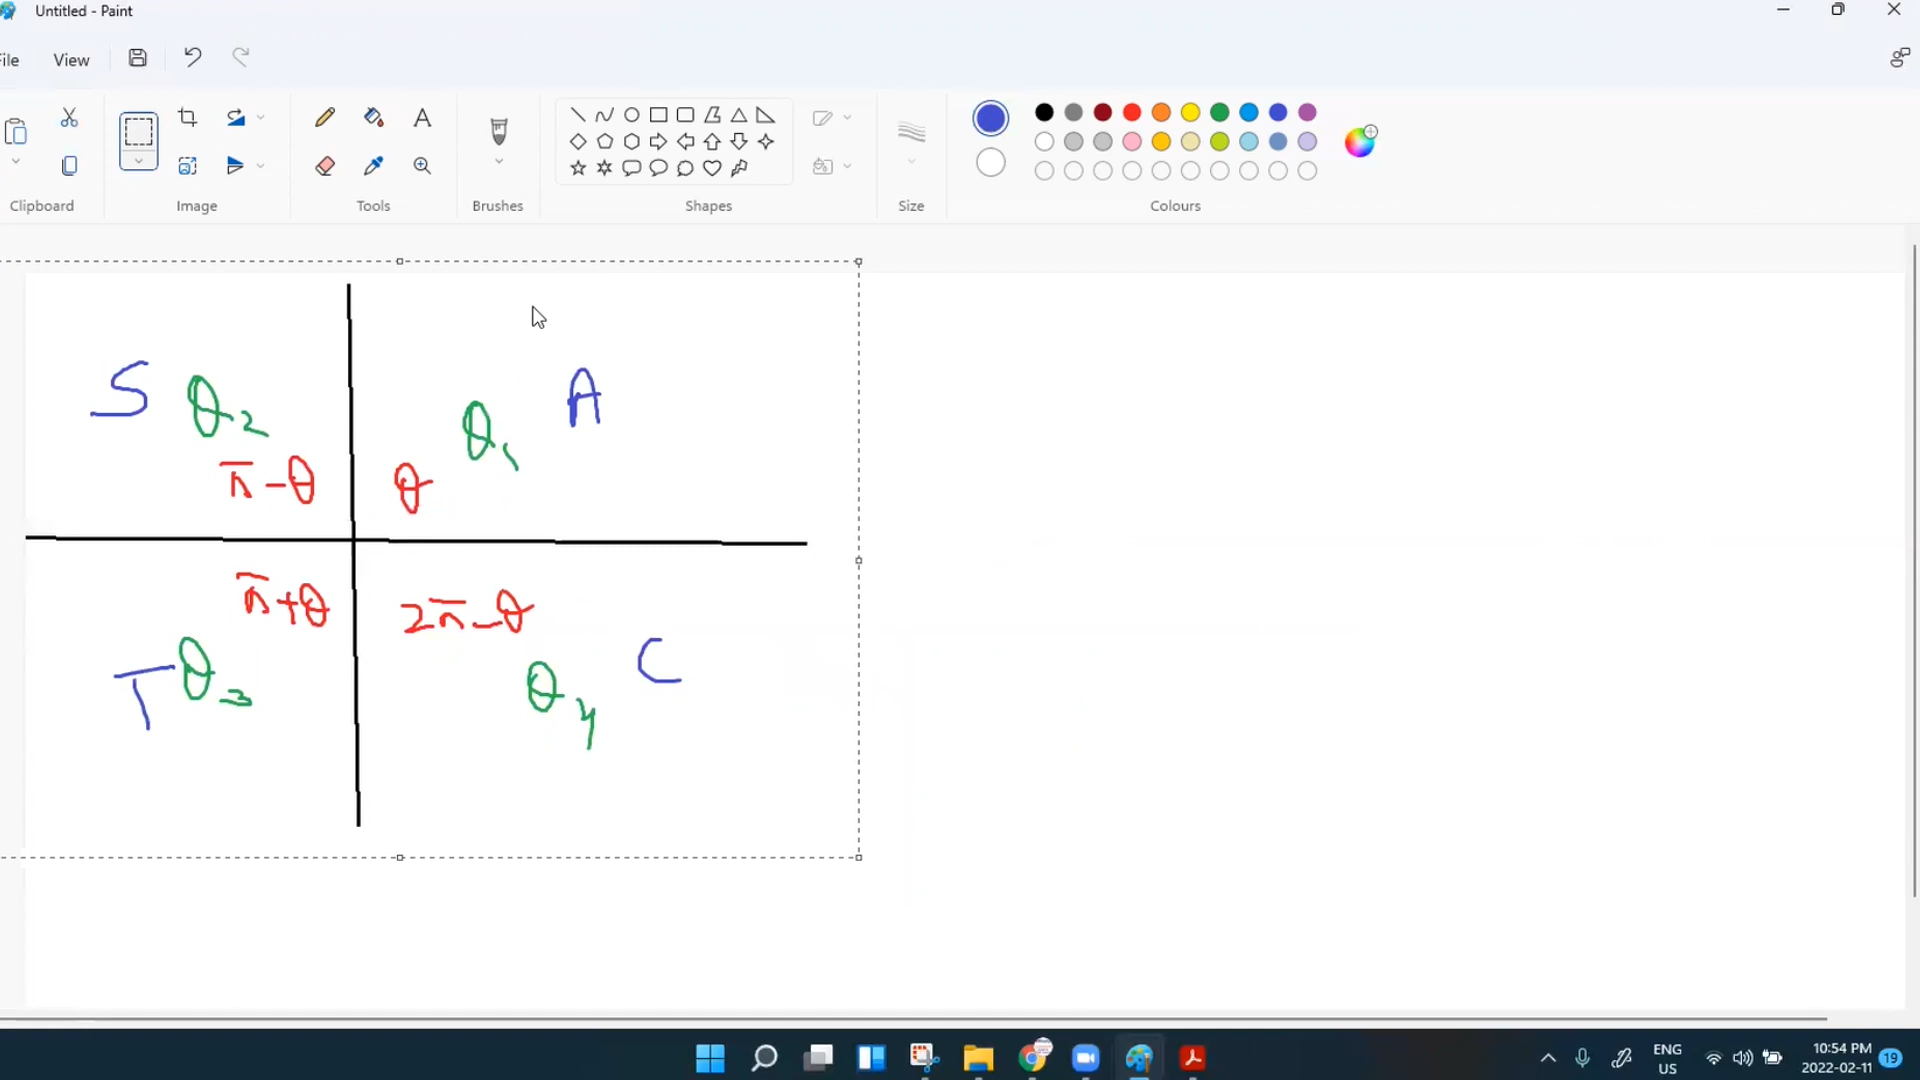 Untitled - Paint
File View
Clipboard Image Tools Brushes Shapes Size Colours
S θ2 θ1 A
π-θ θ
π+θ 2π-θ
T θ3 θ4 C
ENG
US
10:54 PM
2022-02-11
19